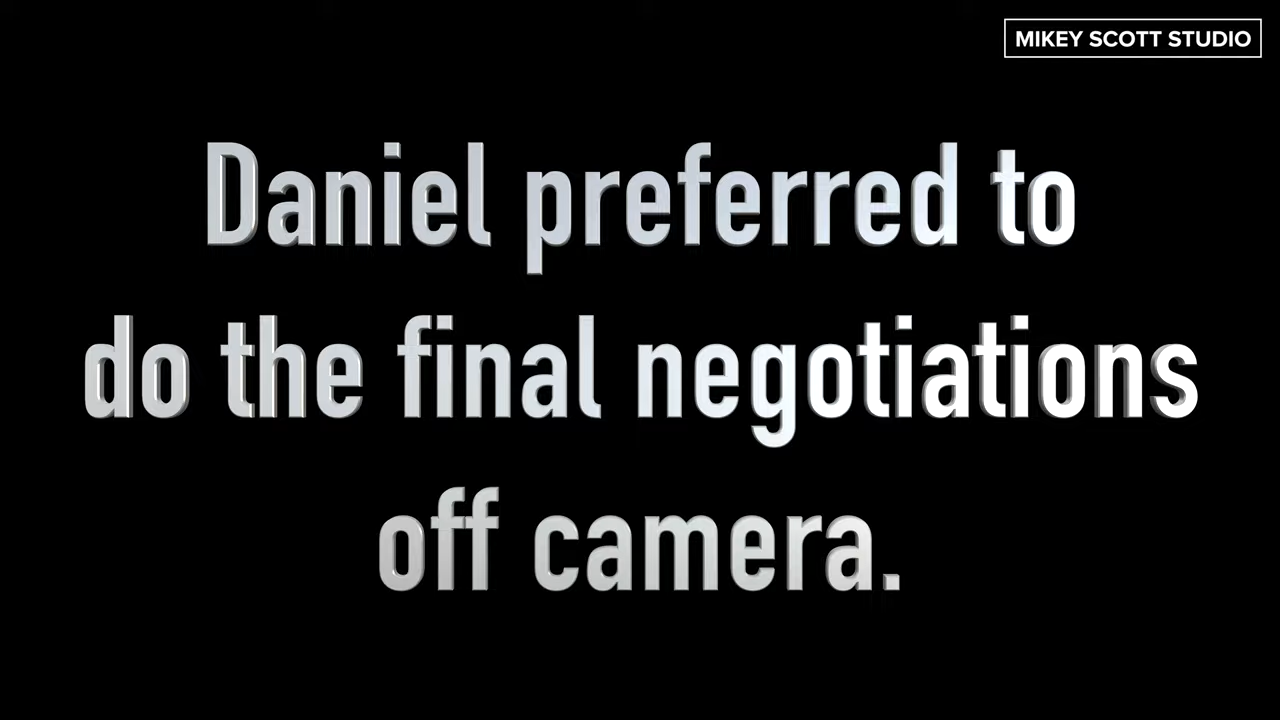 MIKEY SCOTT STUDIO
Daniel preferred to
do the final negotiations
off camera.